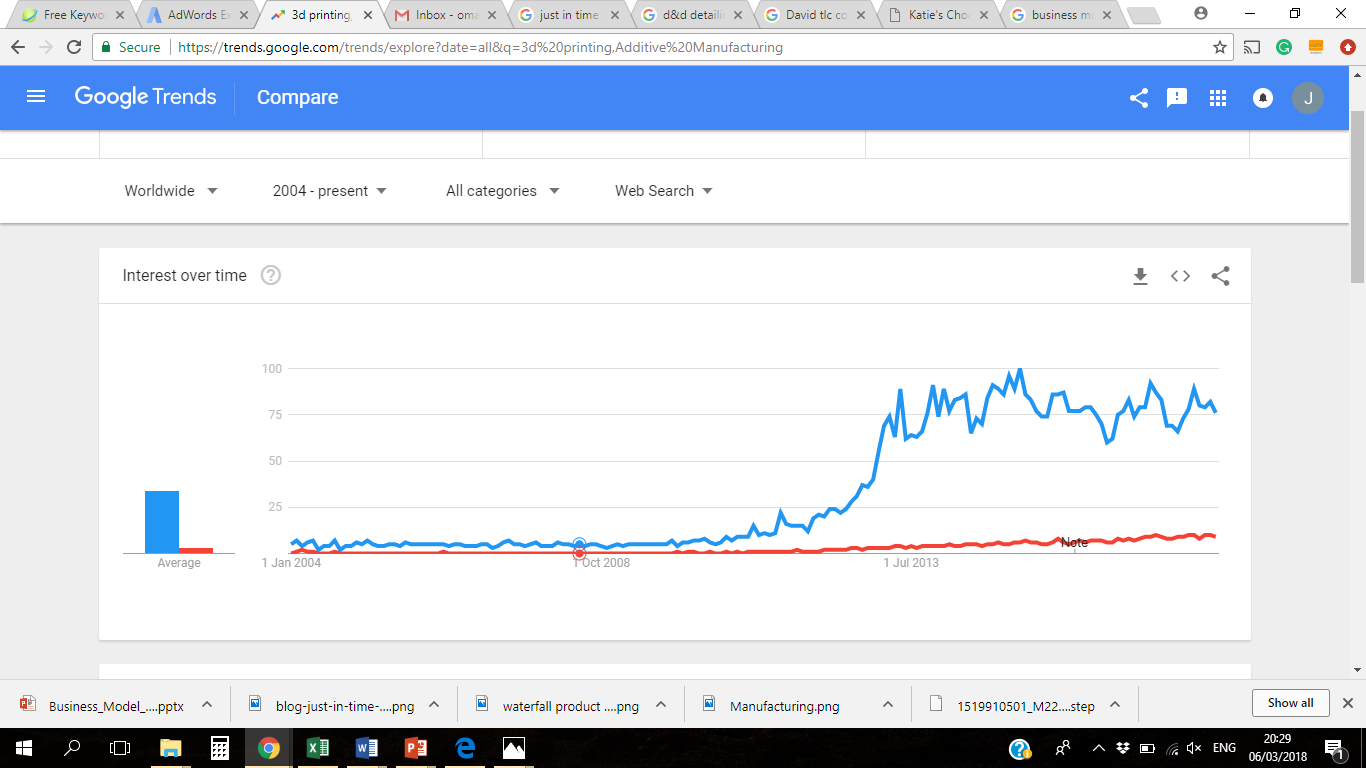 Free Keywo
AdWords Ex
3d printing,
Inbox - oma
just in time
d&d detailin
David tlc co
Katie's Choc
business mo
Secure https://trends.google.com/trends/explore?date=all&q=3d%20printing,Additive%20Manufacturing
Google Trends Compare
J
Worldwide 2004 - present All categories Web Search
Interest over time ?
100
75
50
25
Note
Average 1 Jan 2004 1 Oct 2008 1 Jul 2013
Business_Model_....pptx blog-just-in-time-....png waterfall product ....png Manufacturing.png 1519910501_M22....step Show all
20:29
ENG
06/03/2018
1